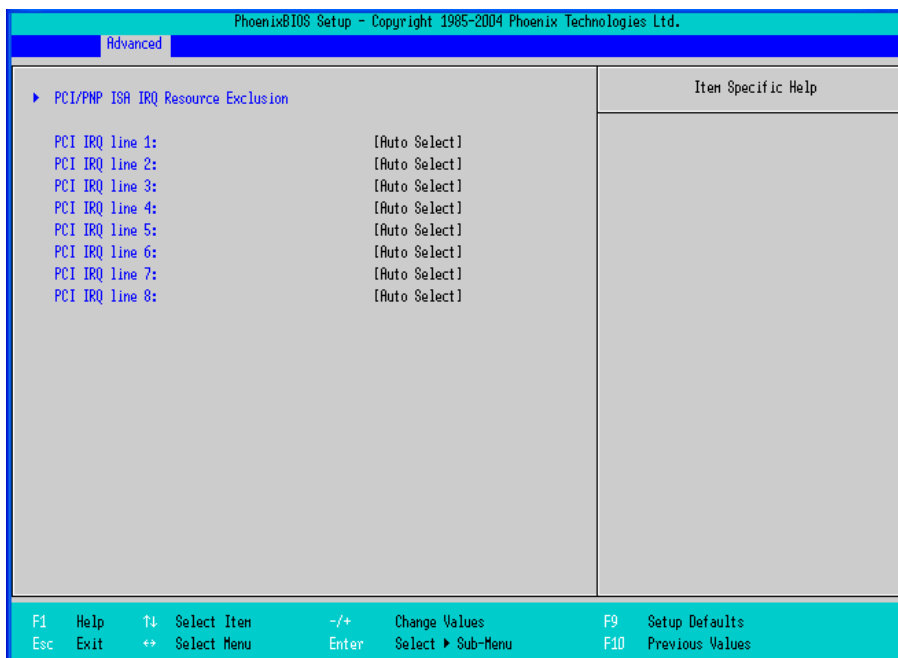 PhoenixBIOS Setup - Copyright 1985-2004 Phoenix Technologies Ltd.
Advanced
▶ PCI/PNP ISA IRQ Resource Exclusion
Item Specific Help
PCI IRQ line 1: [Auto Select]
PCI IRQ line 2: [Auto Select]
PCI IRQ line 3: [Auto Select]
PCI IRQ line 4: [Auto Select]
PCI IRQ line 5: [Auto Select]
PCI IRQ line 6: [Auto Select]
PCI IRQ line 7: [Auto Select]
PCI IRQ line 8: [Auto Select]
F1 Help ↑↓ Select Item -/+ Change Values F9 Setup Defaults
Esc Exit ↔ Select Menu Enter Select ▶ Sub-Menu F10 Previous Values